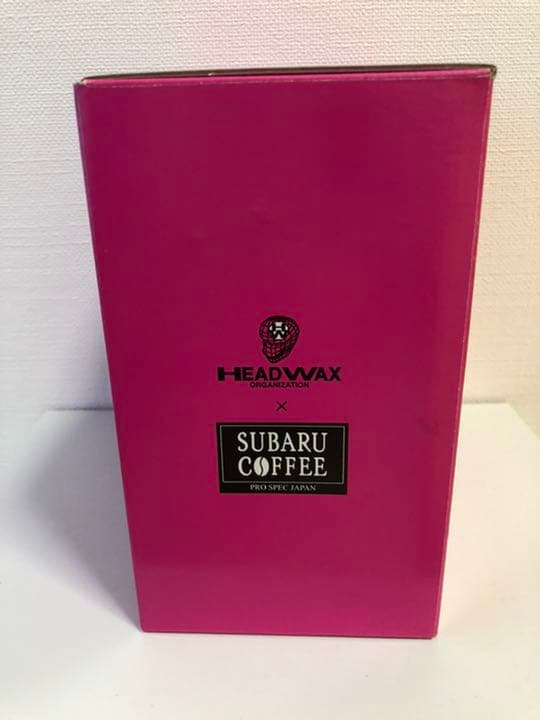 HEADWAX
ORGANIZATION
×
SUBARU
COFFEE
PRO SPEC JAPAN